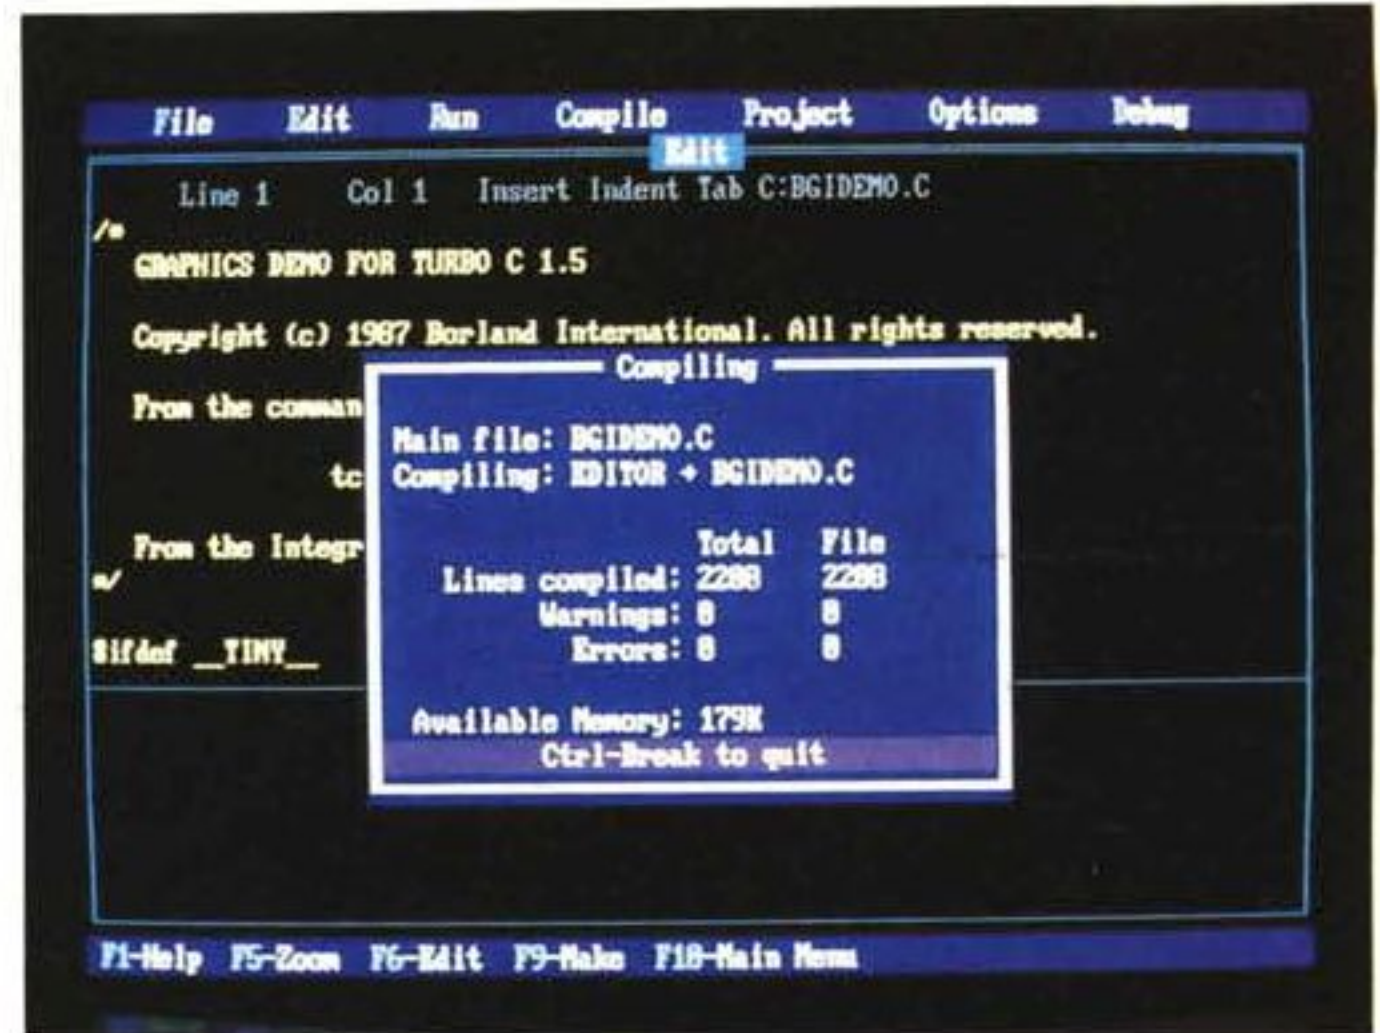 File Edit Run Compile Project Options Debug
Edit
Line 1 Col 1 Insert Indent Tab C:BGIDEMO.C
/*
GRAPHICS DEMO FOR TURBO C 1.5
Copyright (c) 1987 Borland International. All rights reserved.
From the comman
tc
From the Integr
*/
#ifdef __TINY__
Compiling
Main file: BGIDEMO.C
Compiling: EDITOR → BGIDEMO.C
Total File
Lines compiled:
Warnings: 0 0
Errors: 0 0
Available Memory: 179K
Ctrl-Break to quit
F1-Help F5-Zoom F6-Edit F9-Make F10-Main Menu